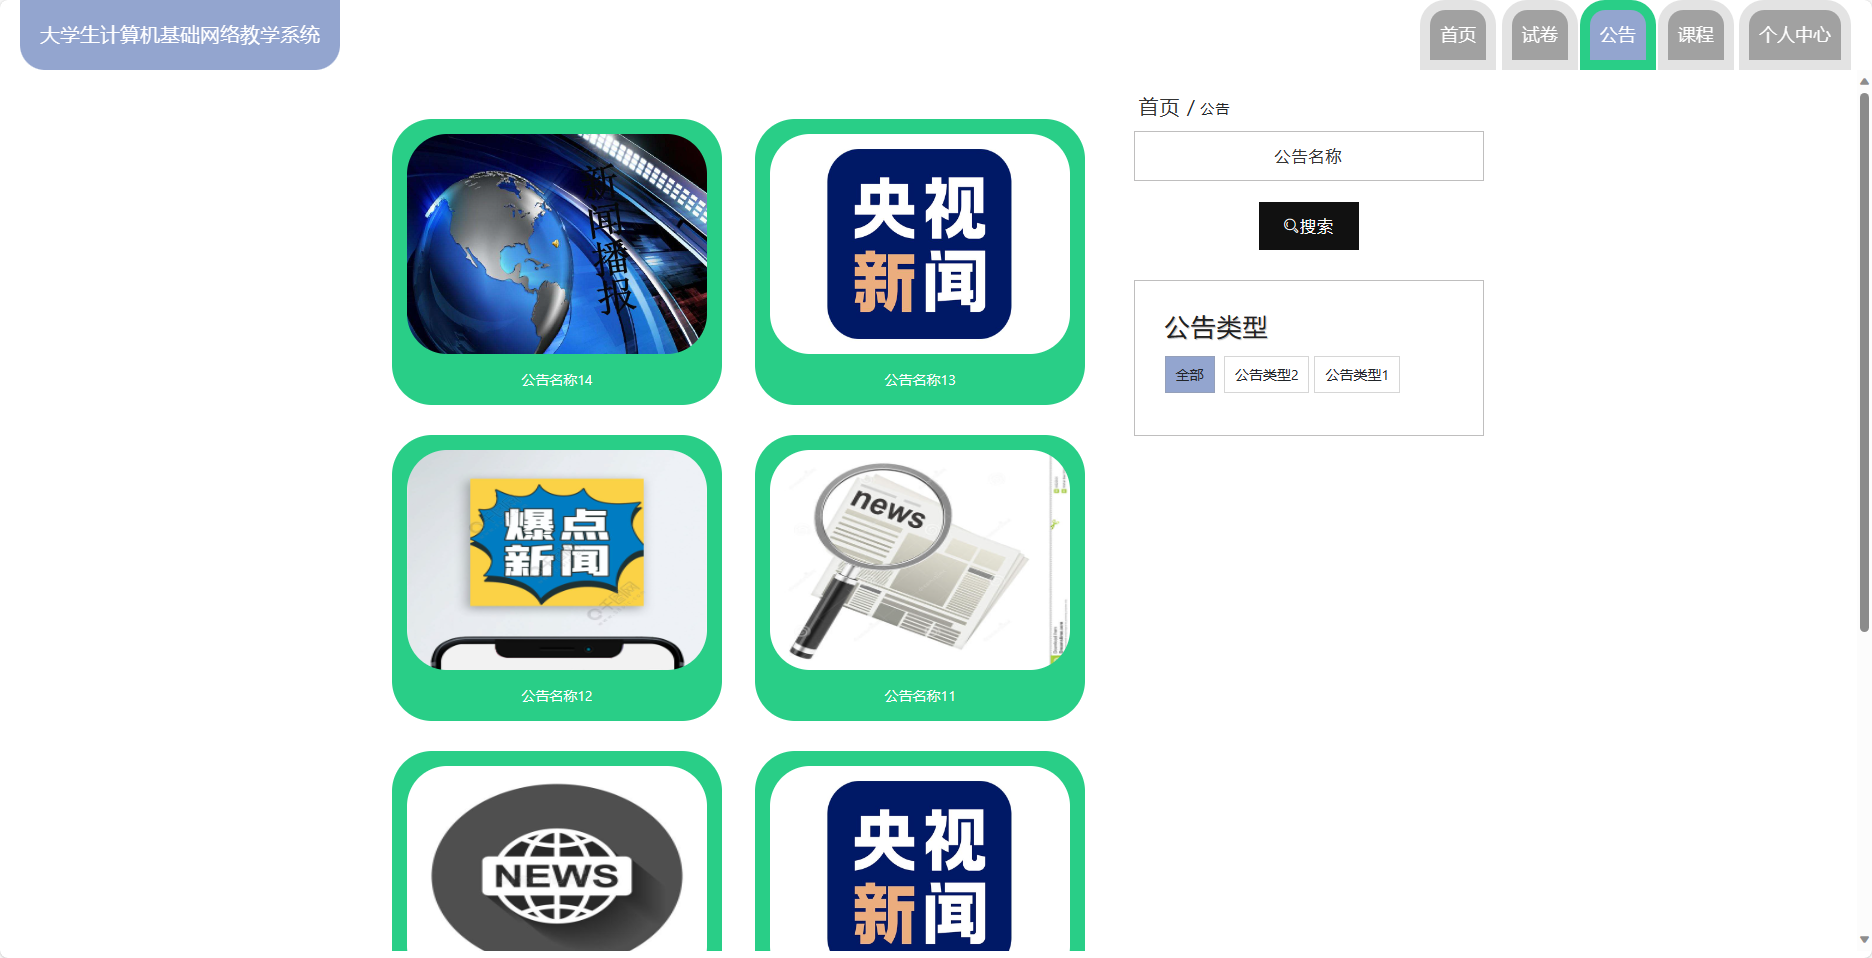 大学生计算机基础网络教学系统
首页
试卷
公告
课程
个人中心
首页 / 公告
公告名称
搜索
公告类型
全部
公告类型2
公告类型1
新闻播报
公告名称14
央视
新闻
公告名称13
爆点
新闻
公告名称12
news
公告名称11
NEWS
央视
新闻